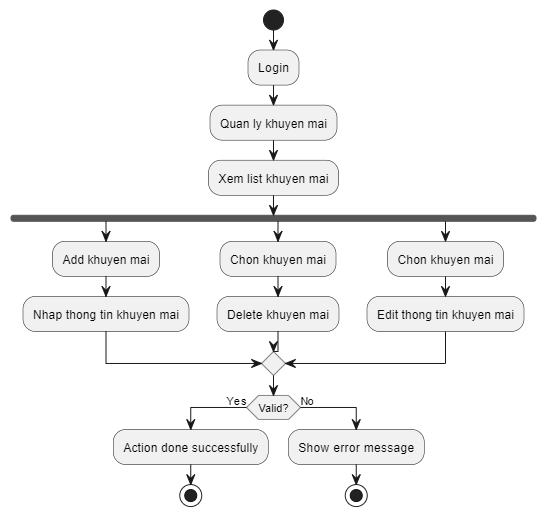 Login
Quan ly khuyen mai
Xem list khuyen mai
Add khuyen mai
Chon khuyen mai
Chon khuyen mai
Nhap thong tin khuyen mai
Delete khuyen mai
Edit thong tin khuyen mai
Yes
Valid?
No
Action done successfully
Show error message